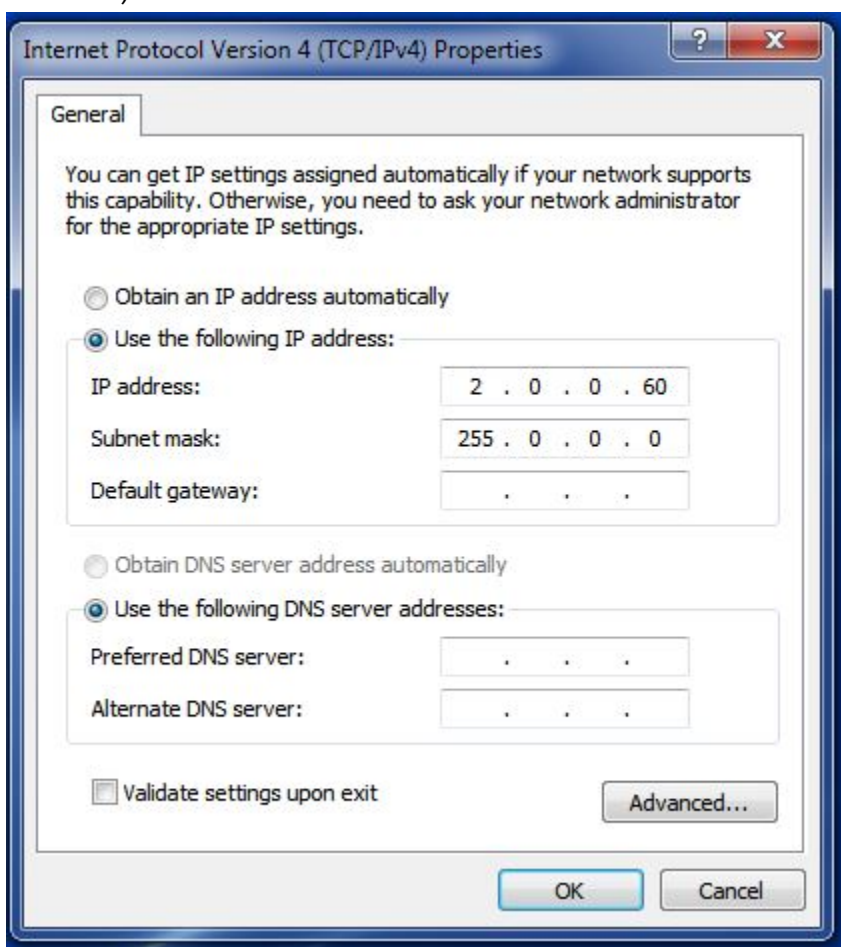 Internet Protocol Version 4 (TCP/IPv4) Properties
?
X
General
You can get IP settings assigned automatically if your network supports
this capability. Otherwise, you need to ask your network administrator
for the appropriate IP settings.
Obtain an IP address automatically
Use the following IP address:
IP address: 2 . 0 . 0 . 60
Subnet mask: 255 . 0 . 0 . 0
Default gateway: . . .
Obtain DNS server address automatically
Use the following DNS server addresses:
Preferred DNS server: . . .
Alternate DNS server: . . .
Validate settings upon exit
Advanced...
OK Cancel